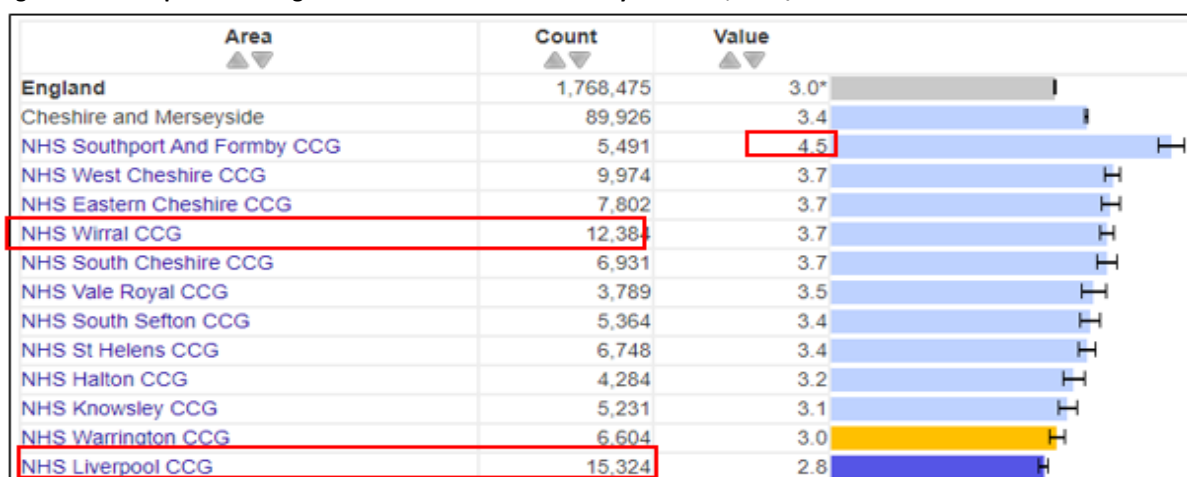 Area Count Value
England 1,768,475 3.0*
Cheshire and Merseyside 89,926 3.4
NHS Southport And Formby CCG 5,491 4.5
NHS West Cheshire CCG 9,974 3.7
NHS Eastern Cheshire CCG 7,802 3.7
NHS Wirral CCG 12,384 3.7
NHS South Cheshire CCG 6,931 3.7
NHS Vale Royal CCG 3,789 3.5
NHS South Sefton CCG 5,364 3.4
NHS St Helens CCG 6,748 3.4
NHS Halton CCG 4,284 3.2
NHS Knowsley CCG 5,231 3.1
NHS Warrington CCG 6,604 3.0
NHS Liverpool CCG 15,324 2.8